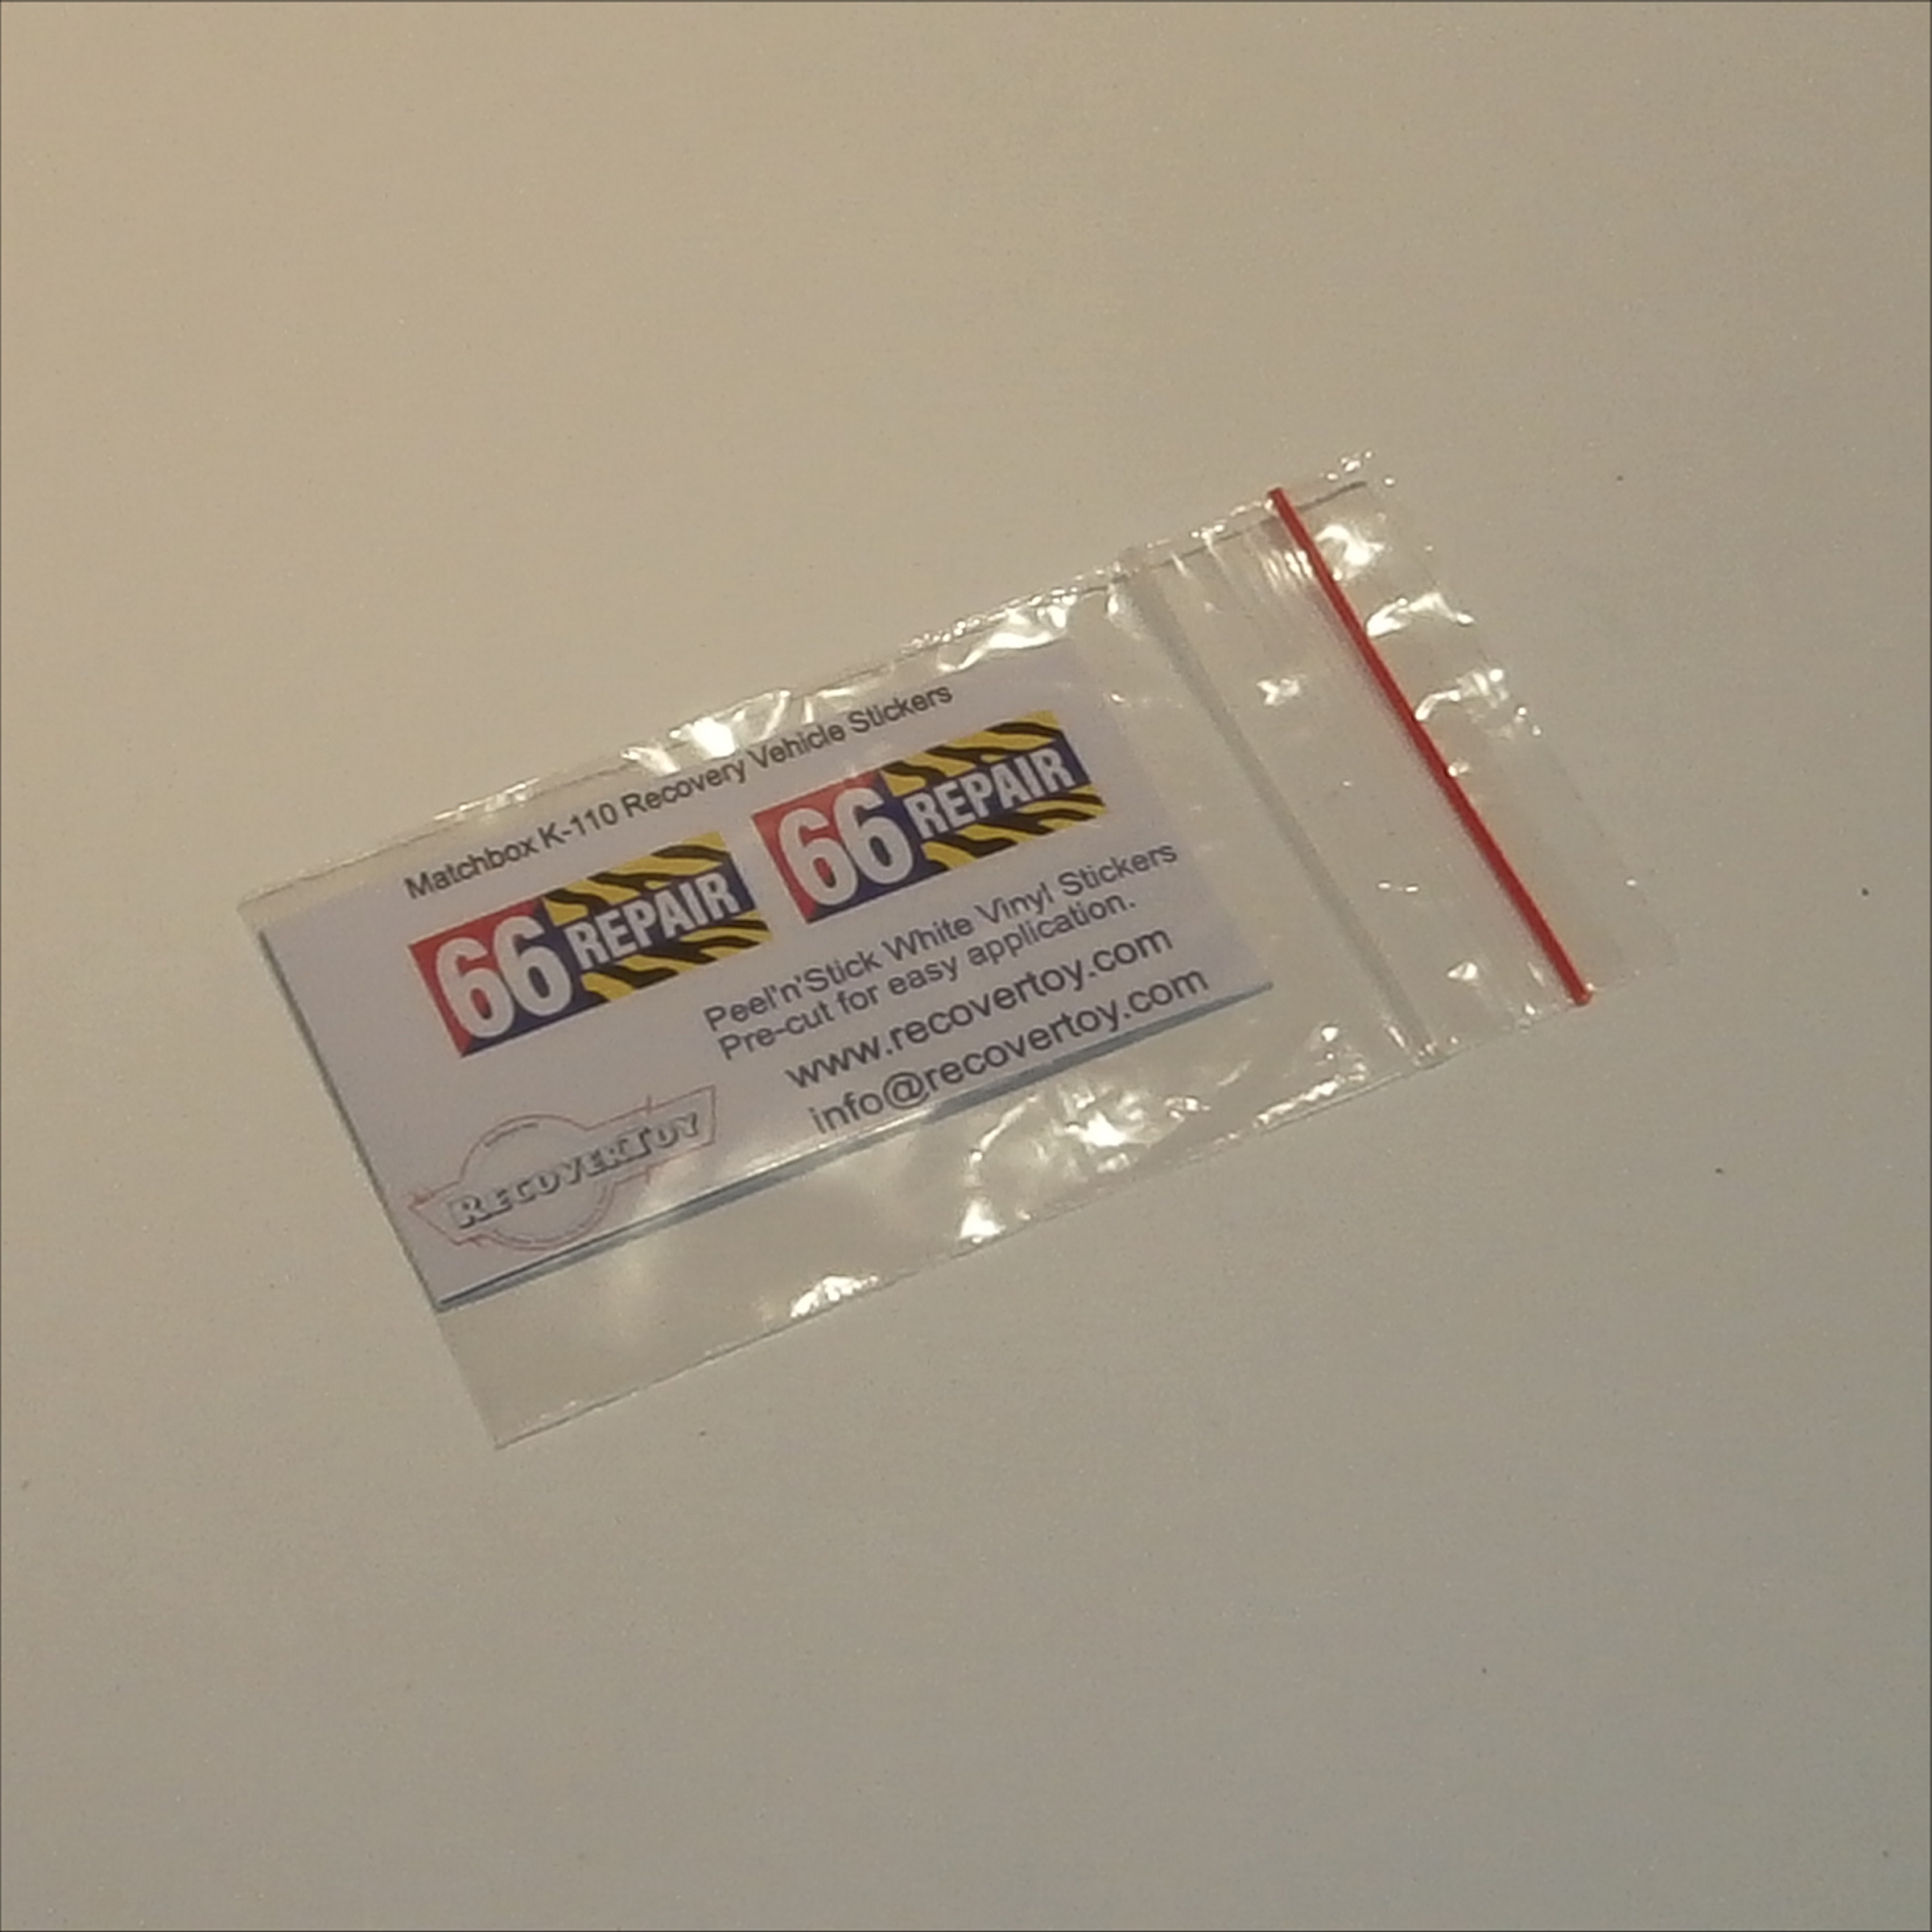 Matchbox K-110 Recovery Vehicle Stickers
66 REPAIR
66 REPAIR
Peel'n'Stick White Vinyl Stickers
Pre-cut for easy application.
www.recovertoy.com
info@recovertoy.com
RECOVERTOY